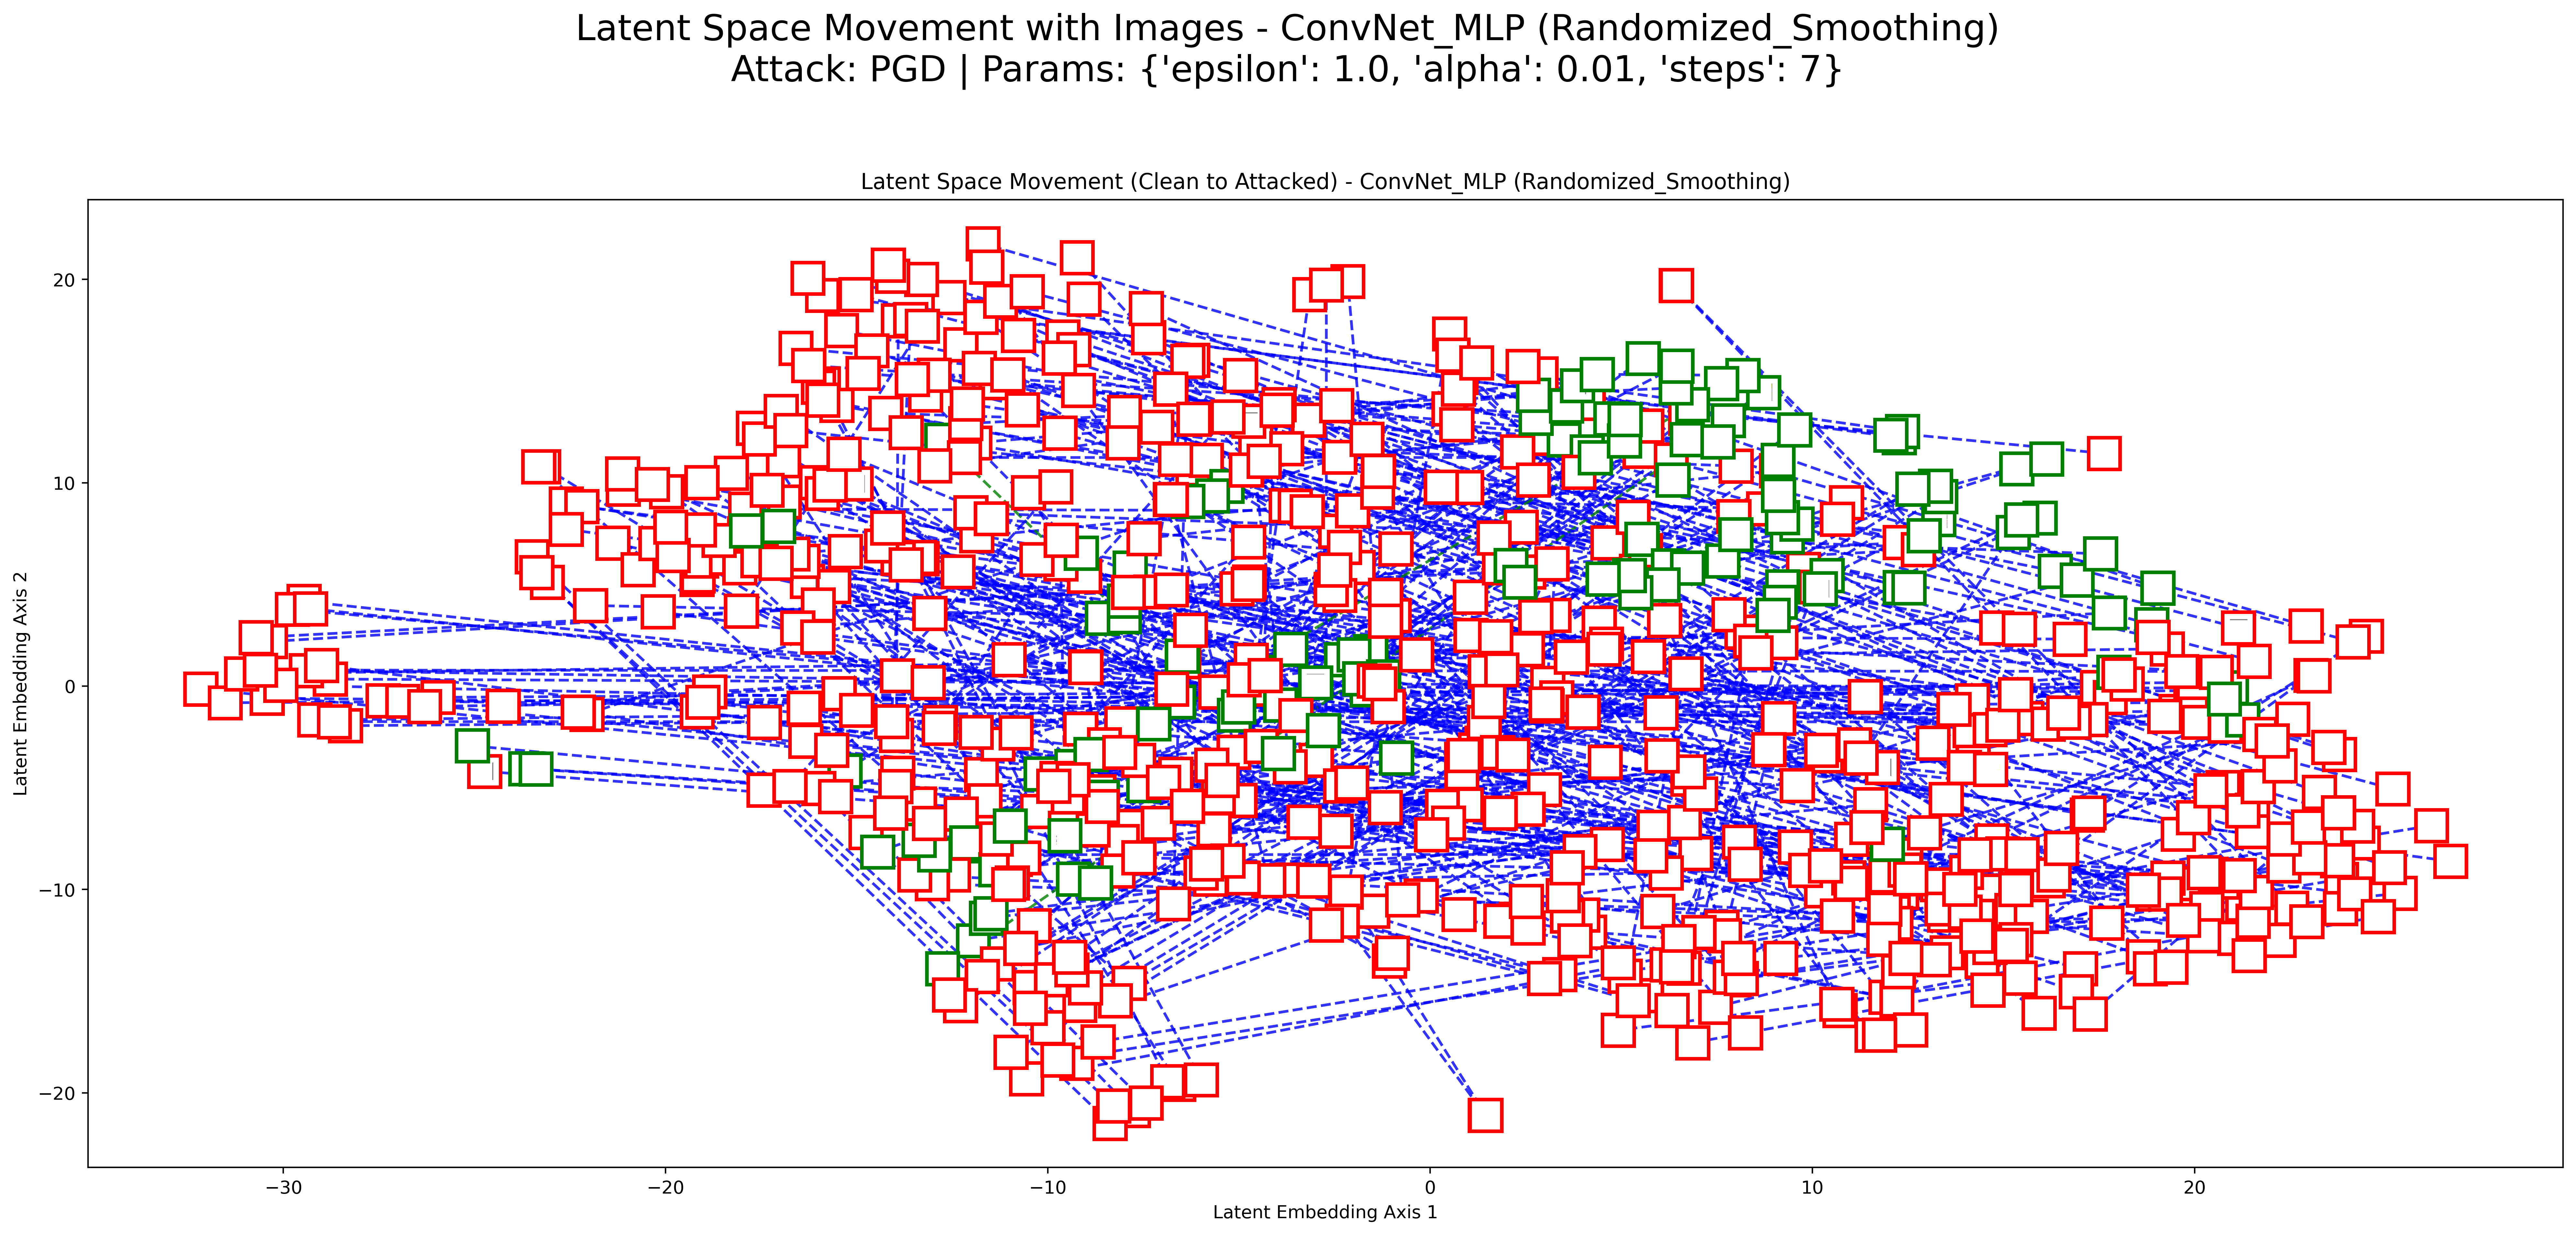 Latent Space Movement with Images - ConvNet_MLP (Randomized_Smoothing)
Attack: PGD | Params: {'epsilon': 1.0, 'alpha': 0.01, 'steps': 7}
Latent Space Movement (Clean to Attacked) - ConvNet_MLP (Randomized_Smoothing)
20
10
0
−10
−20
Latent Embedding Axis 2
−30
−20
−10
0
10
20
Latent Embedding Axis 1